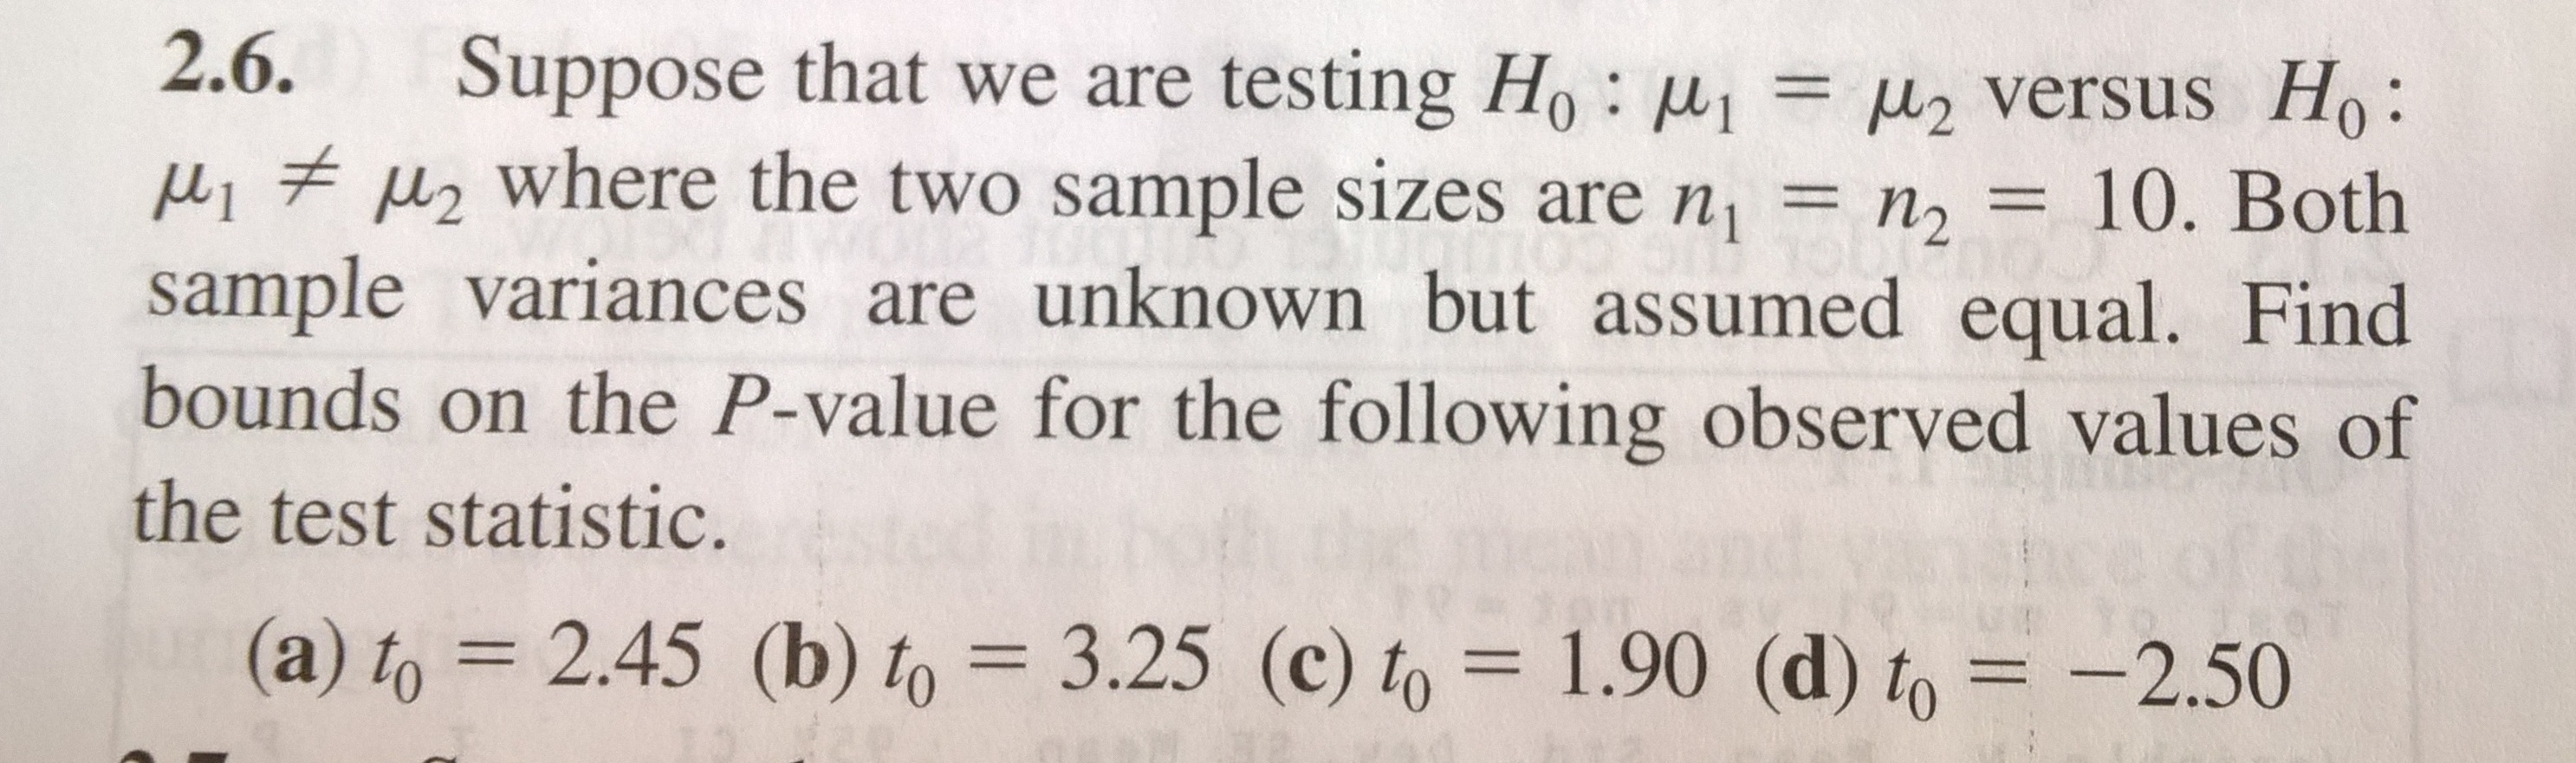 2.6. Suppose that we are testing H₀ : μ₁ = μ₂ versus H₀ :
μ₁ ≠ μ₂ where the two sample sizes are n₁ = n₂ = 10. Both
sample variances are unknown but assumed equal. Find
bounds on the P-value for the following observed values of
the test statistic.
(a) t₀ = 2.45 (b) t₀ = 3.25 (c) t₀ = 1.90 (d) t₀ = −2.50